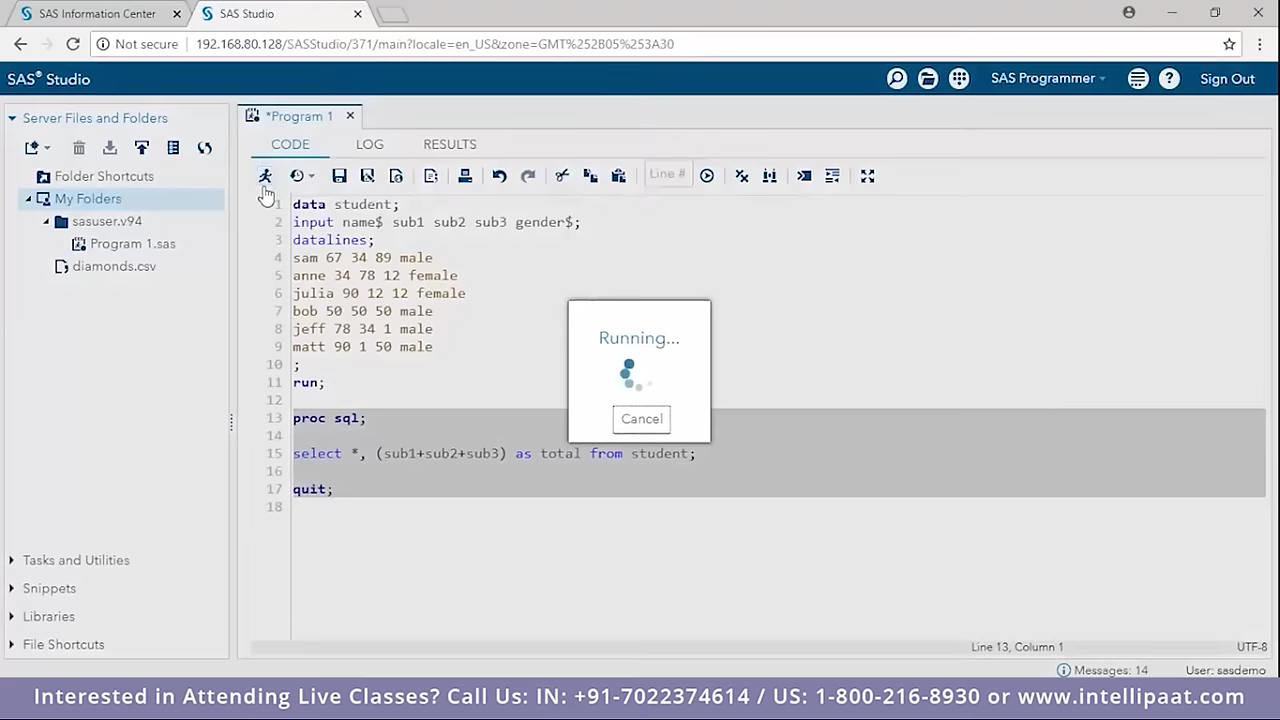 SAS Information Center
SAS Studio
Not secure 192.168.80.128/SASStudio/371/main?locale=en_US&zone=GMT%252B05%253A30
SAS® Studio
SAS Programmer
Sign Out
Server Files and Folders
Folder Shortcuts
My Folders
sasuser.v94
Program 1.sas
diamonds.csv
Tasks and Utilities
Snippets
Libraries
File Shortcuts
*Program 1
CODE LOG RESULTS
Line #
1 data student;
2 input name$ sub1 sub2 sub3 gender$;
3 datalines;
4 sam 67 34 89 male
5 anne 34 78 12 female
6 julia 90 12 12 female
7 bob 50 50 50 male
8 jeff 78 34 1 male
9 matt 90 1 50 male
10 ;
11 run;
12
13 proc sql;
14
15 select *, (sub1+sub2+sub3) as total from student;
16
17 quit;
18
Running...
Cancel
Line 13, Column 1
UTF-8
Messages: 14
User: sasdemo
Interested in Attending Live Classes? Call Us: IN: +91-7022374614 / US: 1-800-216-8930 or www.intellipaat.com